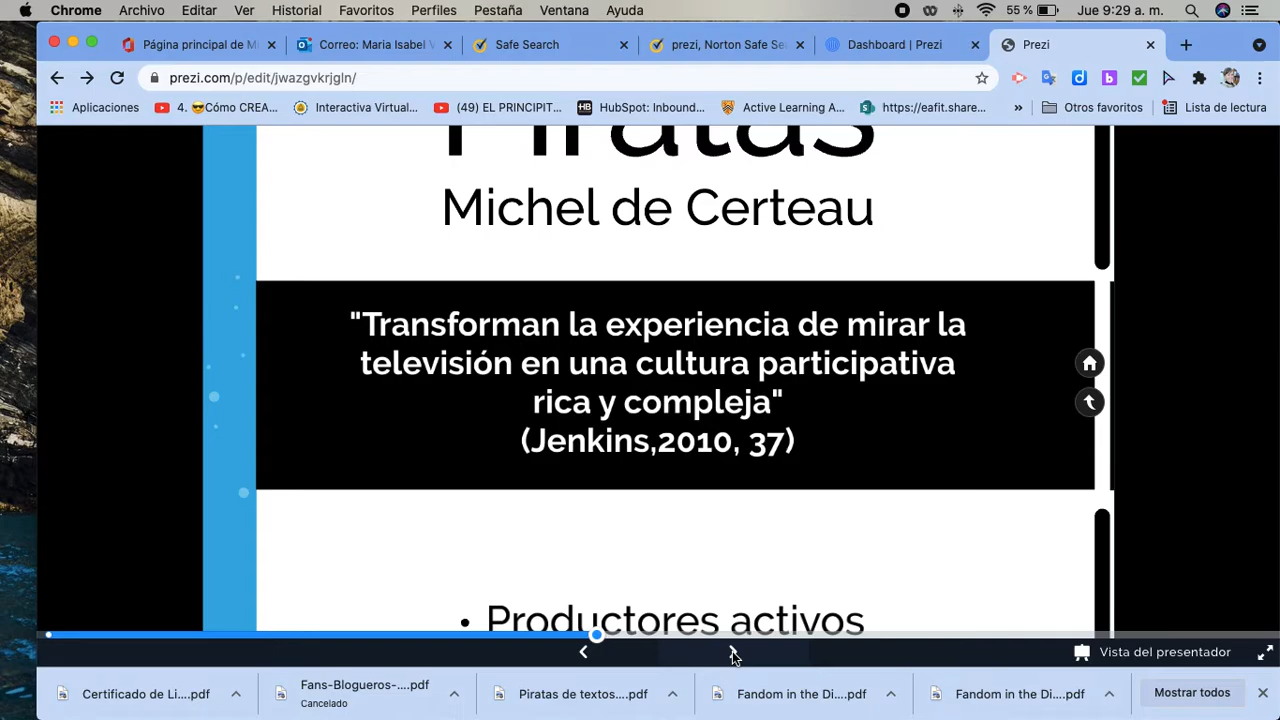 Chrome Archivo Editar Ver Historial Favoritos Perfiles Pestaña Ventana Ayuda 55 % Jue 9:29 a. m.
Página principal de Mi Correo: Maria Isabel V Safe Search prezi, Norton Safe Se Dashboard | Prezi Prezi
prezi.com/p/edit/jwazgvkrjgln/
Aplicaciones 4. 😎Cómo CREA... Interactiva Virtual... (49) EL PRINCIPIT... HubSpot: Inbound... Active Learning A... https://eafit.share... » Otros favoritos Lista de lectura
Piratas
Michel de Certeau
"Transforman la experiencia de mirar la
televisión en una cultura participativa
rica y compleja"
(Jenkins,2010, 37)
• Productores activos
Vista del presentador
Certificado de Li....pdf Fans-Blogueros-....pdf Piratas de textos....pdf Fandom in the Di....pdf Fandom in the Di....pdf Mostrar todos
Cancelado